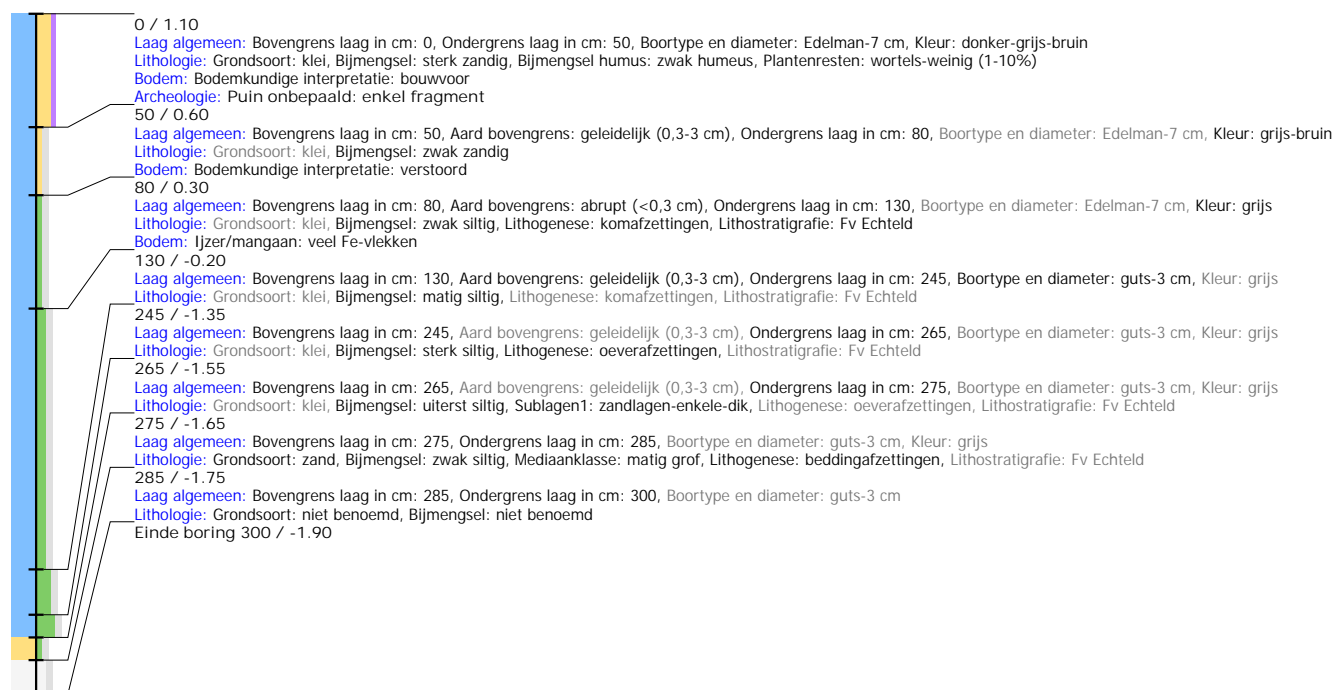 0 / 1.10
Laag algemeen: Bovengrens laag in cm: 0, Ondergrens laag in cm: 50, Boortype en diameter: Edelman-7 cm, Kleur: donker-grijs-bruin
Lithologie: Grondsoort: klei, Bijmengsel: sterk zandig, Bijmengsel humus: zwak humeus, Plantenresten: wortels-weinig (1-10%)
Bodem: Bodemkundige interpretatie: bouwvoor
Archeologie: Puin onbepaald: enkel fragment
50 / 0.60
Laag algemeen: Bovengrens laag in cm: 50, Aard bovengrens: geleidelijk (0,3-3 cm), Ondergrens laag in cm: 80, Boortype en diameter: Edelman-7 cm, Kleur: grijs-bruin
Lithologie: Grondsoort: klei, Bijmengsel: zwak zandig
Bodem: Bodemkundige interpretatie: verstoord
80 / 0.30
Laag algemeen: Bovengrens laag in cm: 80, Aard bovengrens: abrupt (<0,3 cm), Ondergrens laag in cm: 130, Boortype en diameter: Edelman-7 cm, Kleur: grijs
Lithologie: Grondsoort: klei, Bijmengsel: zwak siltig, Lithogenese: komafzettingen, Lithostratigrafie: Fv Echteld
Bodem: Ijzer/mangaan: veel Fe-vlekken
130 / -0.20
Laag algemeen: Bovengrens laag in cm: 130, Aard bovengrens: geleidelijk (0,3-3 cm), Ondergrens laag in cm: 245, Boortype en diameter: guts-3 cm, Kleur: grijs
Lithologie: Grondsoort: klei, Bijmengsel: matig siltig, Lithogenese: komafzettingen, Lithostratigrafie: Fv Echteld
245 / -1.35
Laag algemeen: Bovengrens laag in cm: 245, Aard bovengrens: geleidelijk (0,3-3 cm), Ondergrens laag in cm: 265, Boortype en diameter: guts-3 cm, Kleur: grijs
Lithologie: Grondsoort: klei, Bijmengsel: sterk siltig, Lithogenese: oeverafzettingen, Lithostratigrafie: Fv Echteld
265 / -1.55
Laag algemeen: Bovengrens laag in cm: 265, Aard bovengrens: geleidelijk (0,3-3 cm), Ondergrens laag in cm: 275, Boortype en diameter: guts-3 cm, Kleur: grijs
Lithologie: Grondsoort: klei, Bijmengsel: uiterst siltig, Sublagen1: zandlagen-enkele-dik, Lithogenese: oeverafzettingen, Lithostratigrafie: Fv Echteld
275 / -1.65
Laag algemeen: Bovengrens laag in cm: 275, Ondergrens laag in cm: 285, Boortype en diameter: guts-3 cm, Kleur: grijs
Lithologie: Grondsoort: zand, Bijmengsel: zwak siltig, Mediaanklasse: matig grof, Lithogenese: beddingafzettingen, Lithostratigrafie: Fv Echteld
285 / -1.75
Laag algemeen: Bovengrens laag in cm: 285, Ondergrens laag in cm: 300, Boortype en diameter: guts-3 cm
Lithologie: Grondsoort: niet benoemd, Bijmengsel: niet benoemd
Einde boring 300 / -1.90